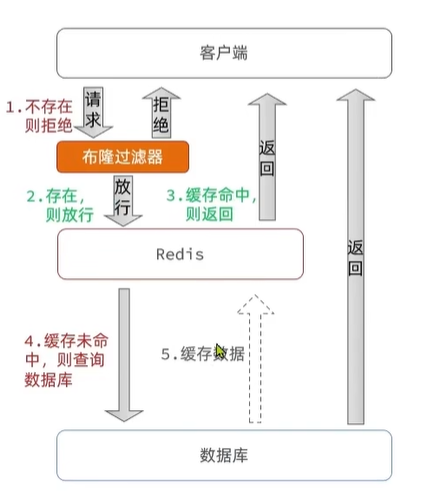 客户端
1.不存在
则拒绝
请
求
拒
绝
布隆过滤器
2.存在，
则放行
放
行
3.缓存命中，
则返回
返
回
Redis
4.缓存未命
中，则查询
数据库
5.缓存数据
返
回
数据库